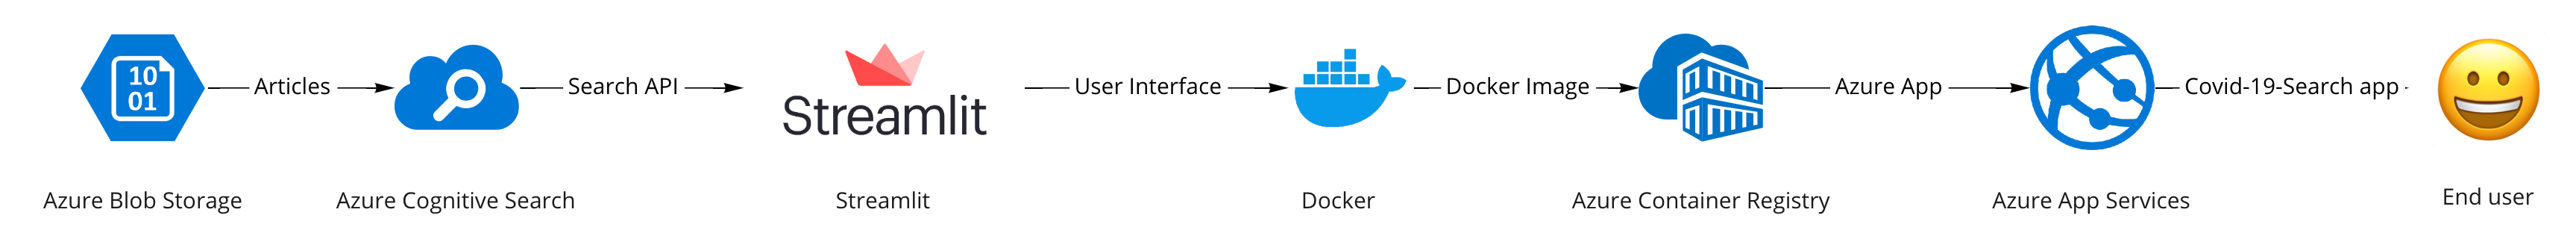 10
01
Articles
Search API
Streamlit
User Interface
Docker Image
Azure App
Covid-19-Search app
Azure Blob Storage
Azure Cognitive Search
Streamlit
Docker
Azure Container Registry
Azure App Services
End user